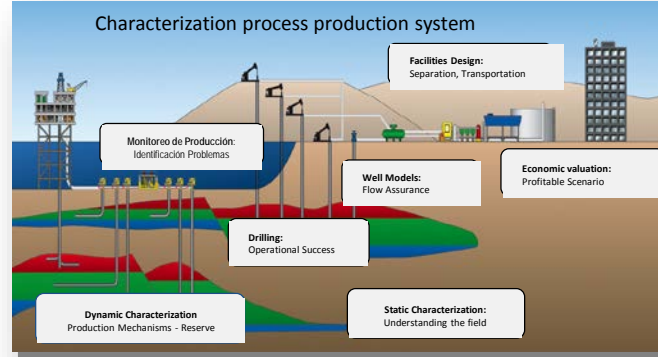 Characterization process production system
Facilities Design:
Separation, Transportation
Monitoreo de Producción:
Identificación Problemas
Well Models:
Flow Assurance
Economic valuation:
Profitable Scenario
Drilling:
Operational Success
Dynamic Characterization
Production Mechanisms - Reserve
Static Characterization:
Understanding the field